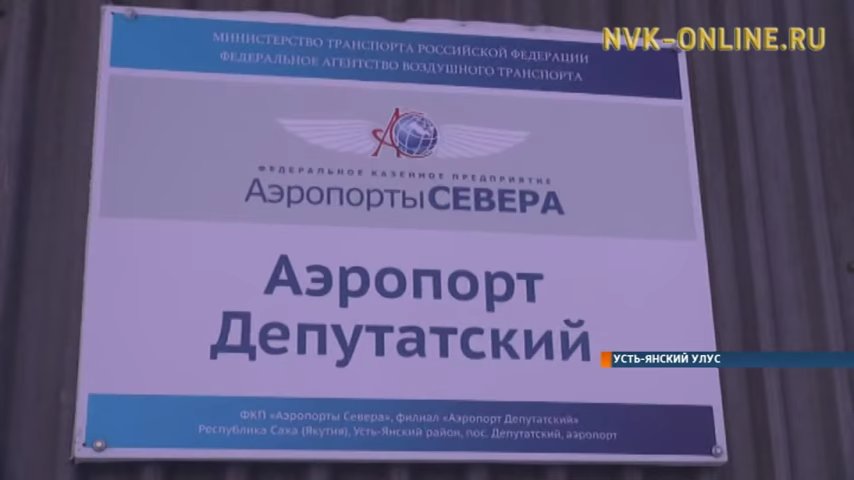 NVK-ONLINE.RU
МИНИСТЕРСТВО ТРАНСПОРТА РОССИЙСКОЙ ФЕДЕРАЦИИ
ФЕДЕРАЛЬНОЕ АГЕНТСТВО ВОЗДУШНОГО ТРАНСПОРТА
ФЕДЕРАЛЬНОЕ КАЗЕННОЕ ПРЕДПРИЯТИЕ
АэропортыСЕВЕРА
Аэропорт
Депутатский
УСТЬ-ЯНСКИЙ УЛУС
ФКП «Аэропорты Севера», филиал «Аэропорт Депутатский»
Республика Саха (Якутия), Усть-Янский район, пос. Депутатский, аэропорт